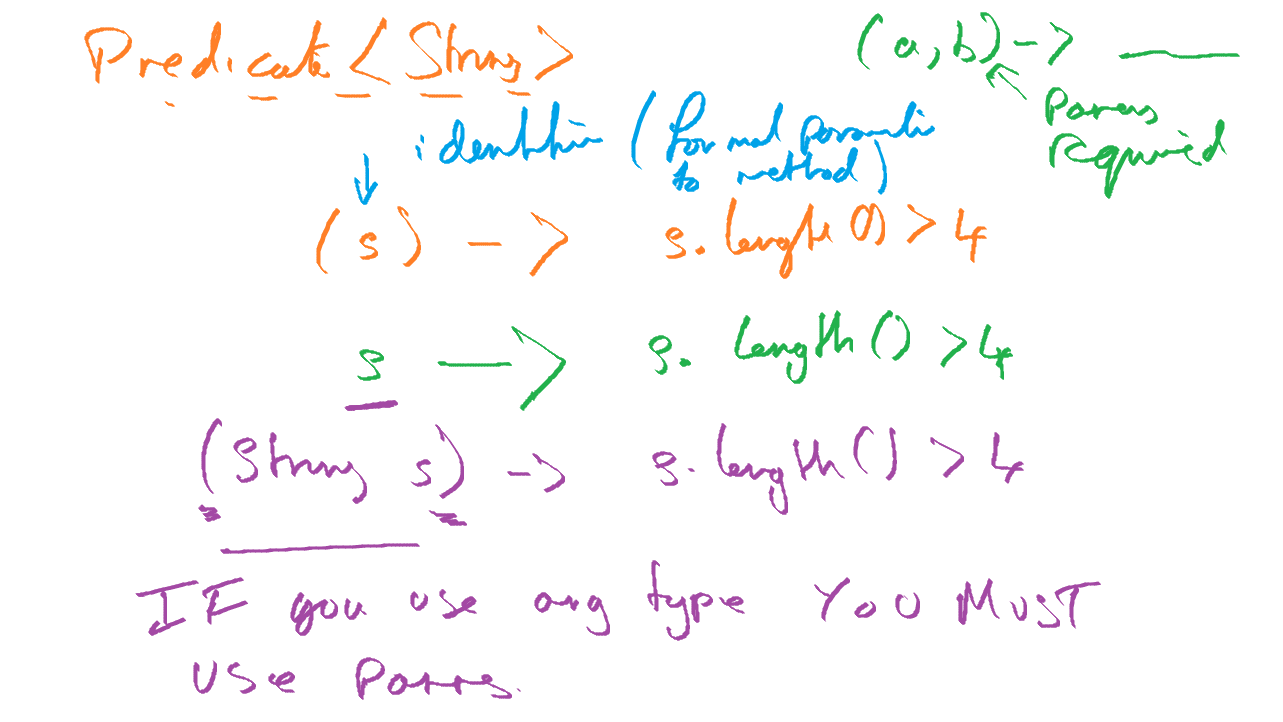 Predicate<String>
(a,b) -> ___
Parens
required
identifier (formal parameter
to method)
(s) -> s.length()>4
s -> s.length()>4
(String s) -> s.length()>4
IF you use arg type YOU MUST
USE Parens.